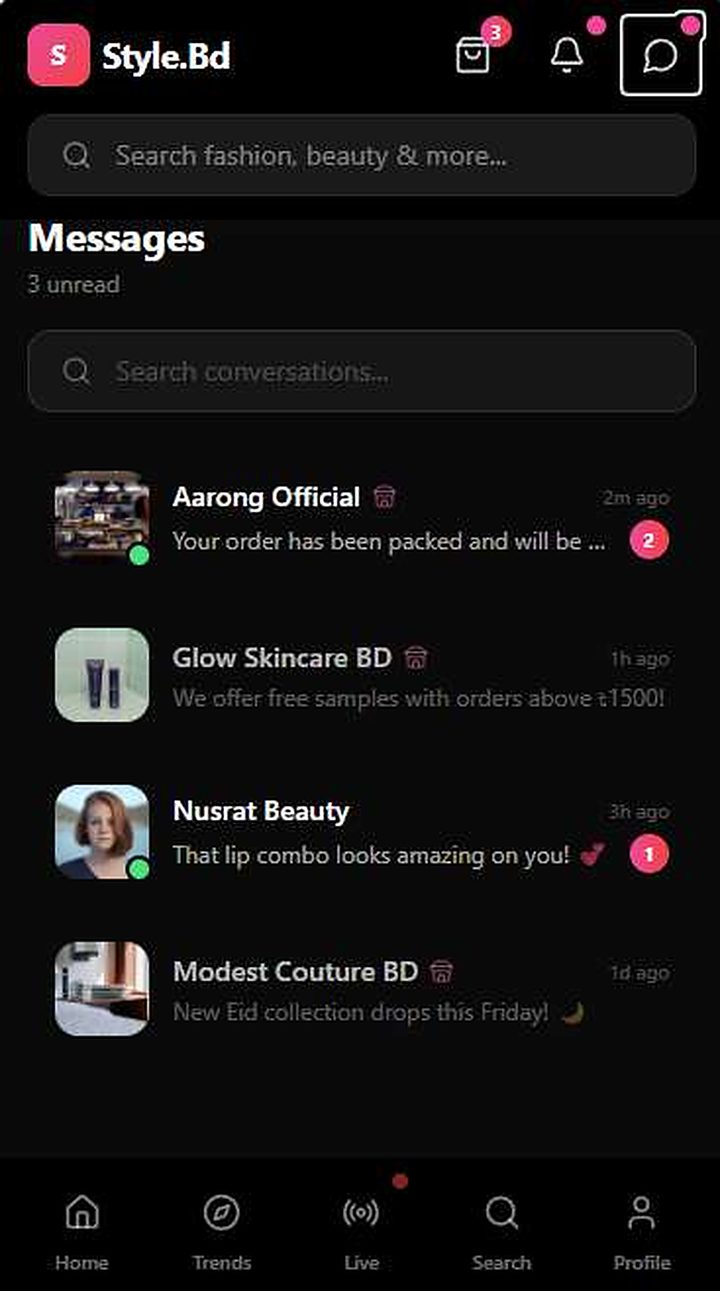 S Style.Bd 3
Search fashion, beauty & more...
Messages
3 unread
Search conversations...
Aarong Official 2m ago
Your order has been packed and will be ... 2
Glow Skincare BD 1h ago
We offer free samples with orders above ৳1500!
Nusrat Beauty 3h ago
That lip combo looks amazing on you! 💕 1
Modest Couture BD 1d ago
New Eid collection drops this Friday! 🌙
Home Trends Live Search Profile